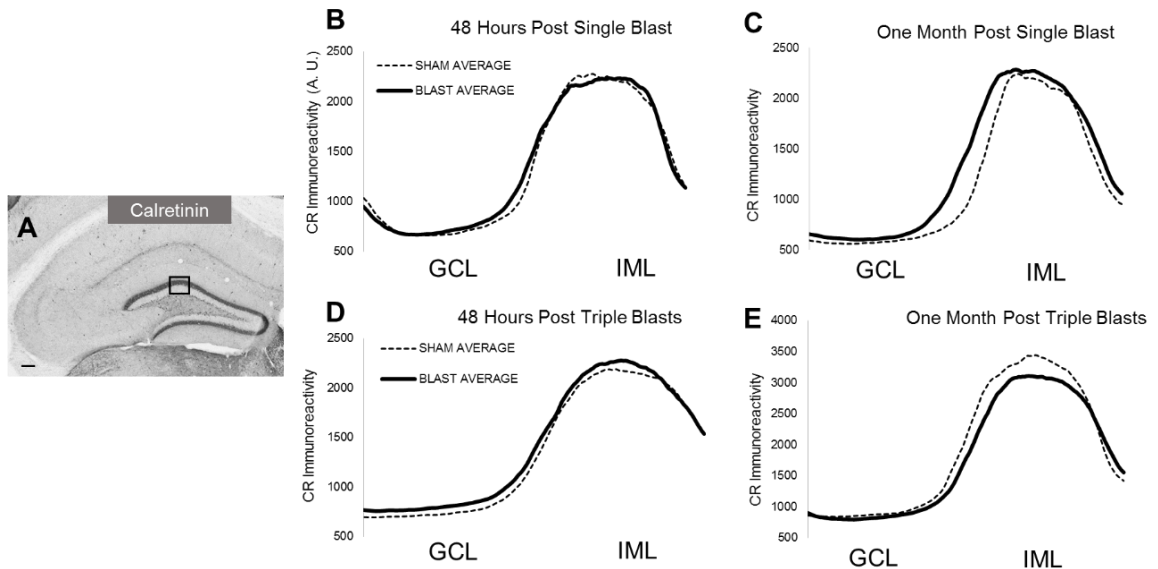 A
Calretinin
B
48 Hours Post Single Blast
CR Immunoreactivity (A. U.)
2500
2000
1500
1000
500
SHAM AVERAGE
BLAST AVERAGE
GCL
IML
C
One Month Post Single Blast
CR Immunoreactivity
2500
2000
1500
1000
500
GCL
IML
D
48 Hours Post Triple Blasts
CR Immunoreactivity
2500
2000
1500
1000
500
SHAM AVERAGE
BLAST AVERAGE
GCL
IML
E
One Month Post Triple Blasts
CR Immunoreactivity
4000
3500
3000
2500
2000
1500
1000
500
GCL
IML